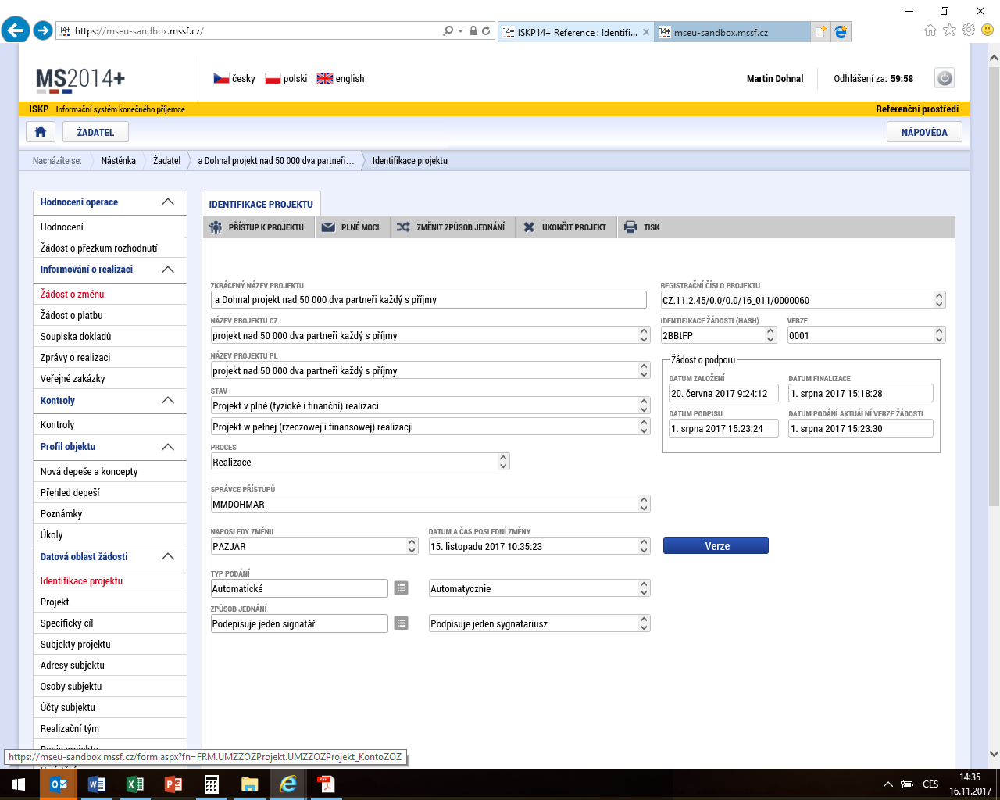 https://mseu-sandbox.mssf.cz/
14+ ISKP14+ Reference : Identifi...
14+ mseu-sandbox.mssf.cz
MS2014+
česky
polski
english
Martin Dohnal
Odhlášení za: 59:58
ISKP Informační systém konečného příjemce
Referenční prostředí
ŽADATEL
NÁPOVĚDA
Nacházíte se:
Nástěnka
Žadatel
a Dohnal projekt nad 50 000 dva partneři...
Identifikace projektu
Hodnocení operace
Hodnocení
Žádost o přezkum rozhodnutí
Informování o realizaci
Žádost o změnu
Žádost o platbu
Soupiska dokladů
Zprávy o realizaci
Veřejné zakázky
Kontroly
Kontroly
Profil objektu
Nová depeše a koncepty
Přehled depeší
Poznámky
Úkoly
Datová oblast žádosti
Identifikace projektu
Projekt
Specifický cíl
Subjekty projektu
Adresy subjektu
Osoby subjektu
Účty subjektu
Realizační tým
IDENTIFIKACE PROJEKTU
PŘÍSTUP K PROJEKTU
PLNÉ MOCI
ZMĚNIT ZPŮSOB JEDNÁNÍ
UKONČIT PROJEKT
TISK
ZKRÁCENÝ NÁZEV PROJEKTU
a Dohnal projekt nad 50 000 dva partneři každý s příjmy
REGISTRAČNÍ ČÍSLO PROJEKTU
CZ.11.2.45/0.0/0.0/16_011/0000060
NÁZEV PROJEKTU CZ
projekt nad 50 000 dva partneři každý s příjmy
IDENTIFIKACE ŽÁDOSTI (HASH)
2BBtFP
VERZE
0001
NÁZEV PROJEKTU PL
projekt nad 50 000 dva partneři každý s příjmy
Žádost o podporu
DATUM ZALOŽENÍ
20. června 2017 9:24:12
DATUM FINALIZACE
1. srpna 2017 15:18:28
STAV
Projekt v plné (fyzické i finanční) realizaci
Projekt w pełnej (rzeczowej i finansowej) realizacji
DATUM PODPISU
1. srpna 2017 15:23:24
DATUM PODÁNÍ AKTUÁLNÍ VERZE ŽÁDOSTI
1. srpna 2017 15:23:30
PROCES
Realizace
SPRÁVCE PŘÍSTUPŮ
MMDOHMAR
NAPOSLEDY ZMĚNIL
PAZJAR
DATUM A ČAS POSLEDNÍ ZMĚNY
15. listopadu 2017 10:35:23
Verze
TYP PODÁNÍ
Automatické
Automatycznie
ZPŮSOB JEDNÁNÍ
Podepisuje jeden signatář
Podpisuje jeden sygnatariusz
https://mseu-sandbox.mssf.cz/form.aspx?fn=FRM.UMZZOZProjekt.UMZZOZProjekt_KontoZOZ
CES
14:35
16.11.2017